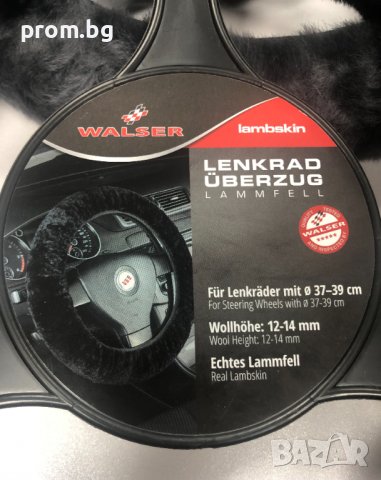 prom.bg
WALSER
lambskin
LENKRAD
ÜBERZUG
LAMMFELL
WALSER
Für Lenkräder mit ø 37–39 cm
For Steering Wheels with ø 37-39 cm
Wollhöhe: 12-14 mm
Wool Height: 12-14 mm
Echtes Lammfell
Real Lambskin
BAZAR